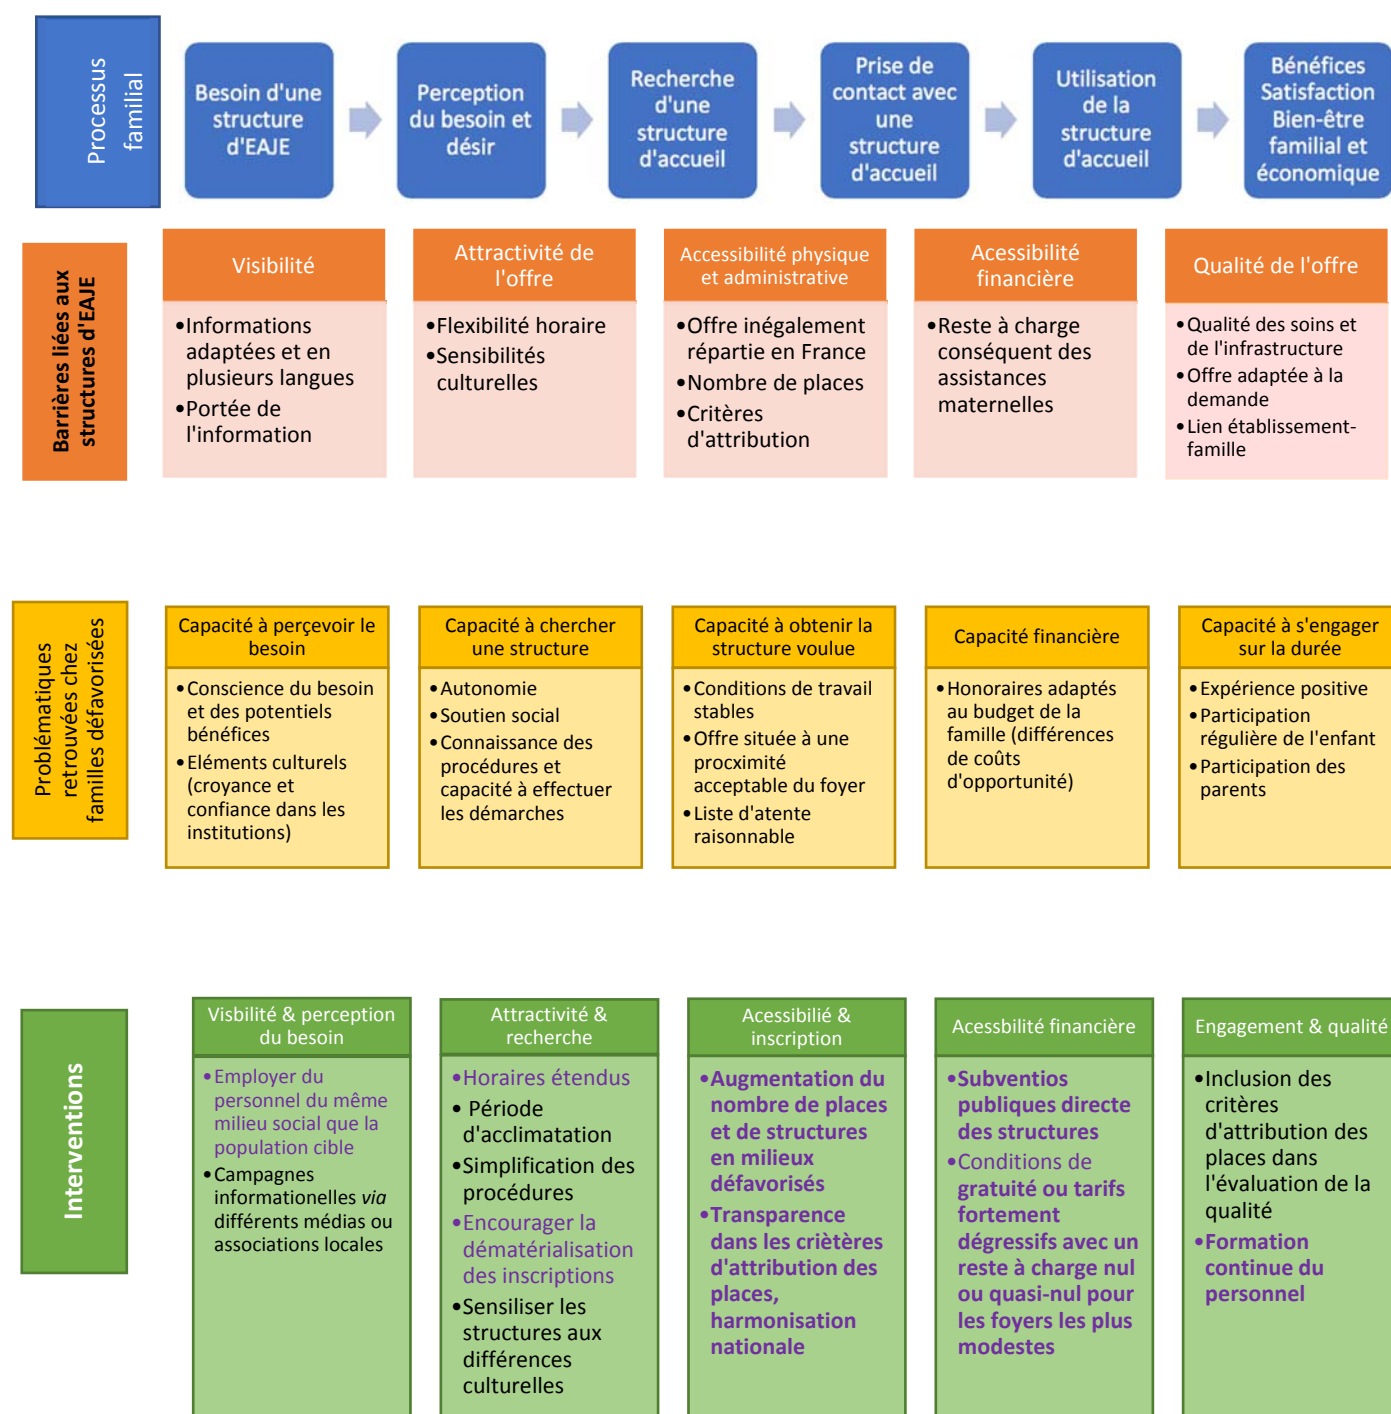 Processus
familial
Besoin d'une
structure
d'EAJE
Perception
du besoin et
désir
Recherche
d'une
structure
d'accueil
Prise de
contact avec
une
structure
d'accueil
Utilisation
de la
structure
d'accueil
Bénéfices
Satisfaction
Bien-être
familial et
économique
Barrières liées aux
structures d'EAJE
Visibilité
•Informations
adaptées et en
plusieurs langues
•Portée de
l'information
Attractivité de
l'offre
•Flexibilité horaire
•Sensibilités
culturelles
Accessibilité physique
et administrative
•Offre inégalement
répartie en France
•Nombre de places
•Critères
d'attribution
Acessibilité
financière
•Reste à charge
conséquent des
assistances
maternelles
Qualité de l'offre
•Qualité des soins et
de l'infrastructure
•Offre adaptée à la
demande
•Lien établissement-
famille
Problématiques
retrouvées chez
familles défavorisées
Capacité à perçevoir le
besoin
•Conscience du besoin
et des potentiels
bénéfices
•Eléments culturels
(croyance et
confiance dans les
institutions)
Capacité à chercher
une structure
•Autonomie
•Soutien social
•Connaissance des
procédures et
capacité à effectuer
les démarches
Capacité à obtenir la
structure voulue
•Conditions de travail
stables
•Offre située à une
procximité
acceptable du foyer
•Liste d'atente
raisonnable
Capacité financière
•Honoraires adaptés
au budget de la
famille (différences
de coûts
d'opportunité)
Capacité à s'engager
sur la durée
•Expérience positive
•Participation
régulière de l'enfant
•Participation des
parents
Interventions
Visbilité & perception
du besoin
•Employer du
personnel du même
milieu social que la
population cible
•Campagnes
informationelles via
différents médias ou
associations locales
Attractivité &
recherche
•Horaires étendus
• Période
d'acclimatation
•Simplification des
procédures
•Encourager la
dématérialisation
des inscriptions
•Sensiliser les
structures aux
différences
culturelles
Acessibilié &
inscription
•Augmentation du
nombre de places
et de structures
en milieux
défavorisés
•Transparence
dans les criètères
d'attribution des
places,
harmonisation
nationale
Acessbilité financière
•Subventios
publiques directe
des structures
•Conditions de
gratuité ou tarifs
fortement
dégressifs avec un
reste à charge nul
ou quasi-nul pour
les foyers les plus
modestes
Engagement & qualité
•Inclusion des
critères
d'attribution des
places dans
l'évaluation de la
qualité
•Formation
continue du
personnel